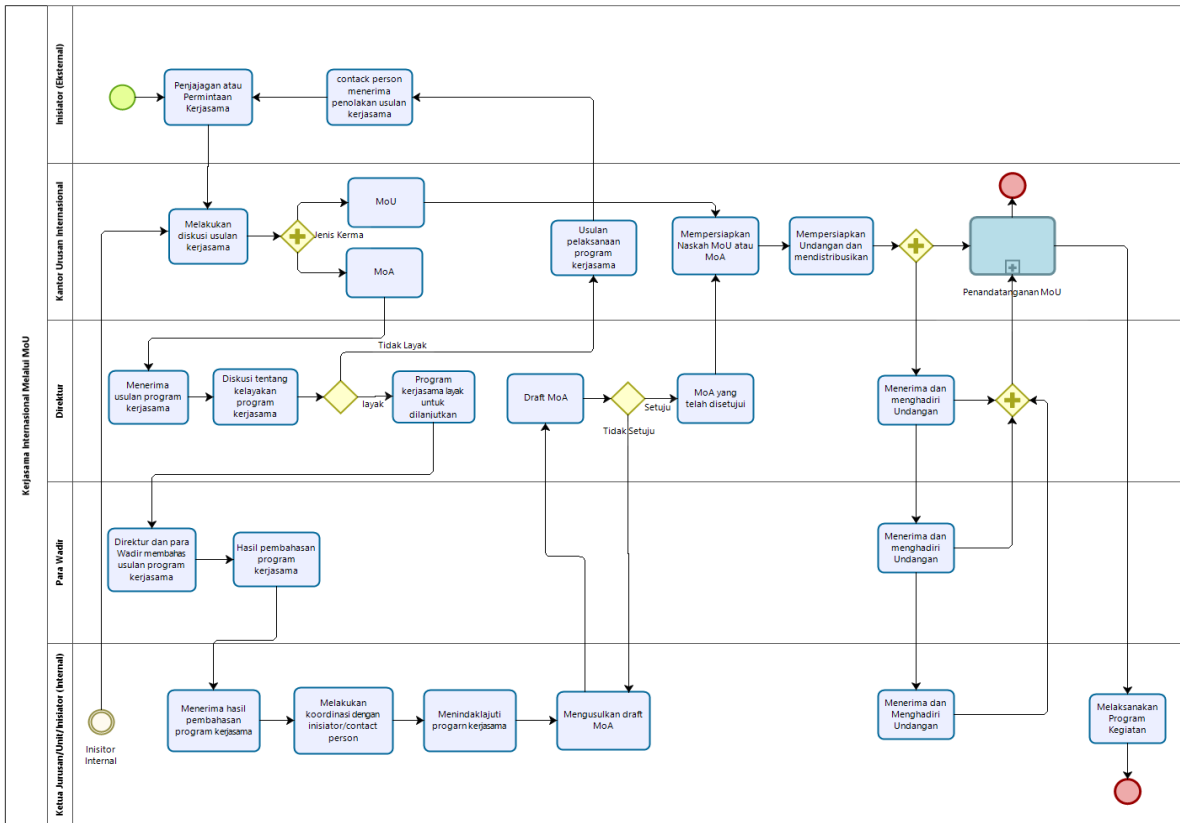 Kerjasama Internasional Melalui MoU
Inisiator (Eksternal)
Penjajagan atau
Permintaan
Kerjasama
contack person
menerima
penolakan usulan
kerjasama
Kantor Urusan Internasional
Melakukan
diskusi usulan
kerjasama
Jenis Kerma
MoU
MoA
Usulan
pelaksanaan
program
kerjasama
Mempersiapkan
Naskah MoU atau
MoA
Mempersiapkan
Undangan dan
mendistribusikan
Penandatanganan MoU
Direktur
Menerima
usulan program
kerjasama
Diskusi tentang
kelayakan
program
kerjasama
Tidak Layak
layak
Program
kerjasama layak
untuk
dilanjutkan
Draft MoA
Setuju
Tidak Setuju
MoA yang
telah disetujui
Menerima dan
menghadiri
Undangan
Para Wadir
Direktur dan para
Wadir membahas
usulan program
kerjasama
Hasil pembahasan
program
kerjasama
Menerima dan
menghadiri
Undangan
Ketua Jurusan/Unit/Inisiator (Internal)
Inisitor
Internal
Menerima hasil
pembahasan
program kerjasama
Melakukan
koordinasi dengan
inisistor/contact
person
Menindaklajuti
progarn kerjasama
Mengusulkan draft
MoA
Menerima dan
Menghadiri
Undangan
Melaksanakan
Program
Kegiatan